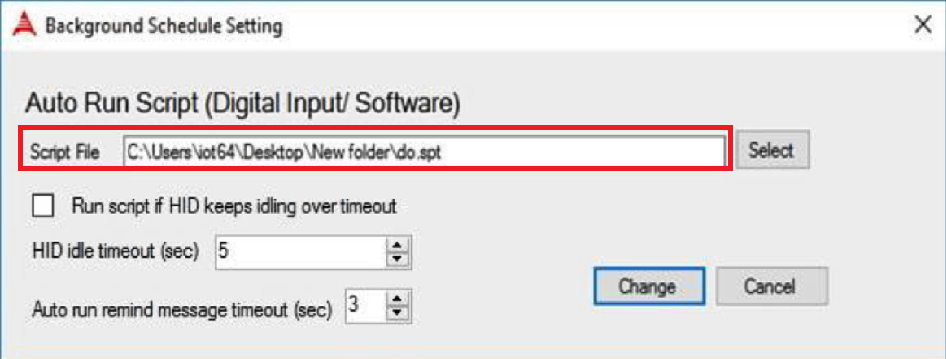 Background Schedule Setting
Auto Run Script (Digital Input/ Software)
Script File C:\Users\iot64\Desktop\New folder\do.spt Select
Run script if HID keeps idling over timeout
HID idle timeout (sec) 5
Change Cancel
Auto run remind message timeout (sec) 3